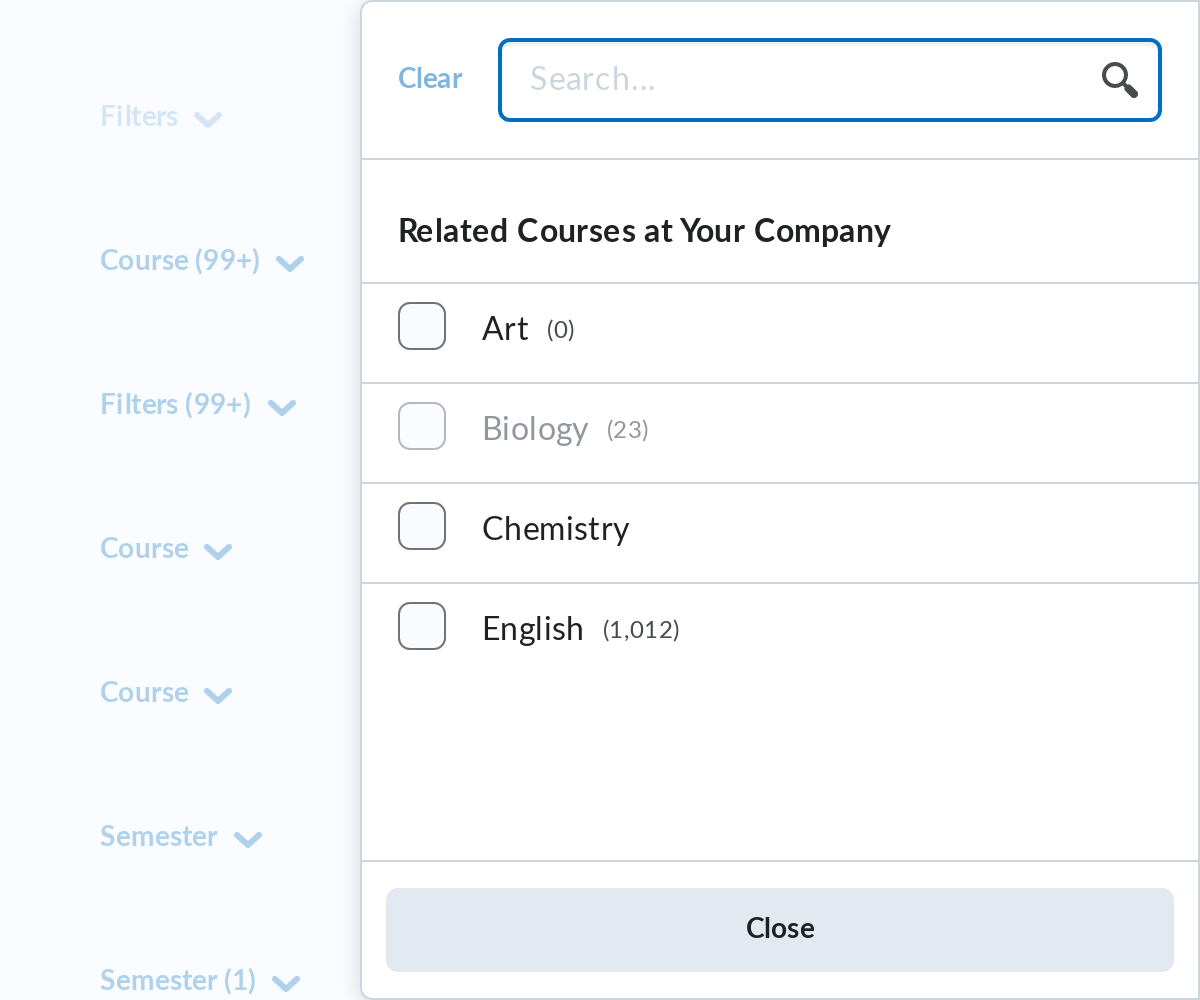 Filters
Course (99+)
Filters (99+)
Course
Course
Semester
Semester (1)
Clear
Search...
Related Courses at Your Company
Art (0)
Biology (23)
Chemistry
English (1,012)
Close